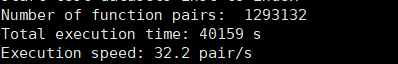 Number of function pairs:  1293132
Total execution time: 40159 s
Execution speed: 32.2 pair/s